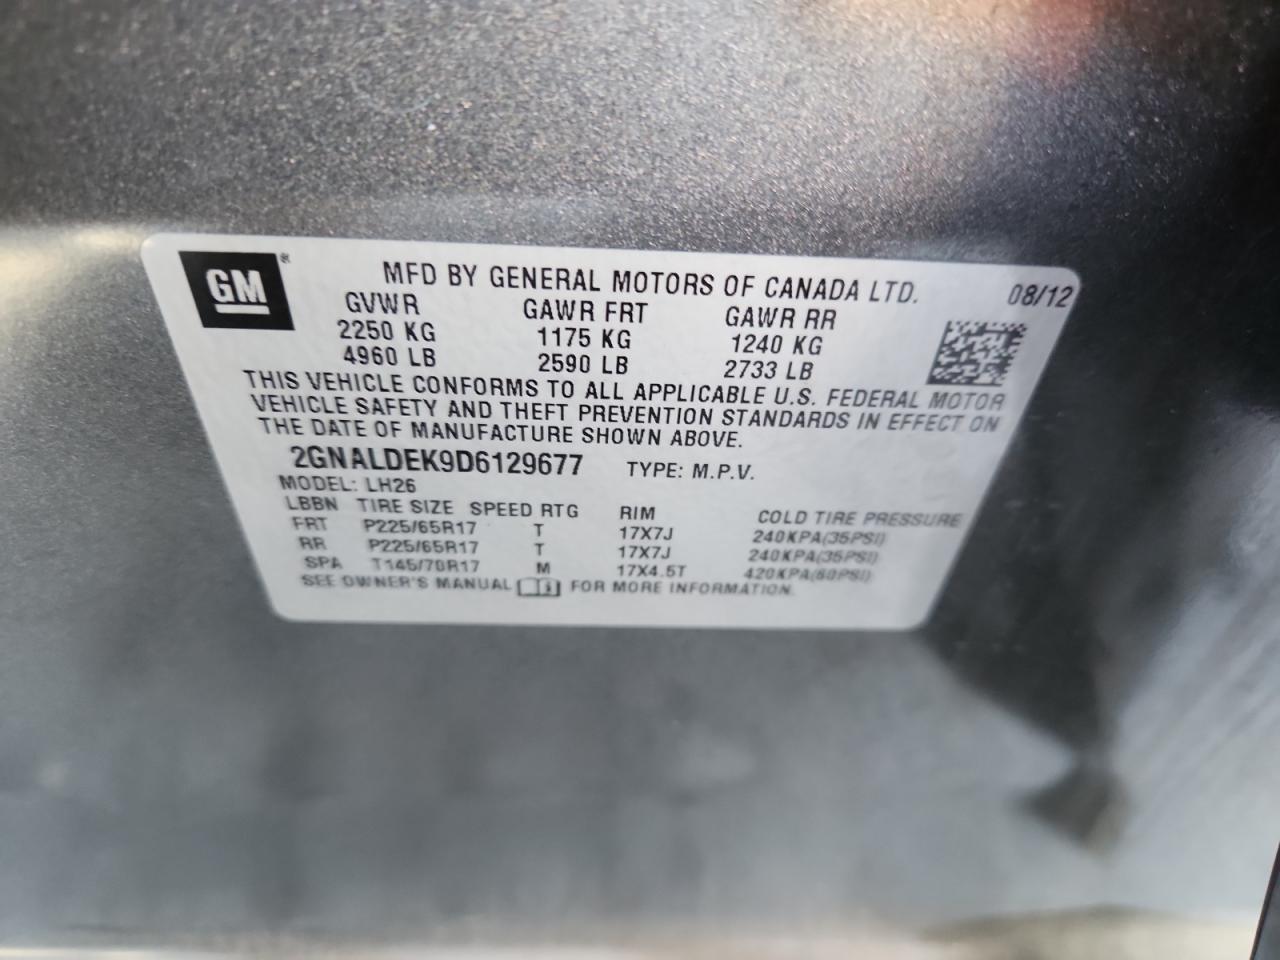 GM®
MFD BY GENERAL MOTORS OF CANADA LTD. 08/12
GVWR GAWR FRT GAWR RR
2250 KG 1175 KG 1240 KG
4960 LB 2590 LB 2733 LB
THIS VEHICLE CONFORMS TO ALL APPLICABLE U.S. FEDERAL MOTOR
VEHICLE SAFETY AND THEFT PREVENTION STANDARDS IN EFFECT ON
THE DATE OF MANUFACTURE SHOWN ABOVE.
2GNALDEK9D6129677 TYPE: M.P.V.
MODEL: LH26
LBBN TIRE SIZE SPEED RTG RIM COLD TIRE PRESSURE
FRT P225/65R17 T 17X7J 240KPA(35PSI)
RR P225/65R17 T 17X7J 240KPA(35PSI)
SPA T145/70R17 M 17X4.5T 420KPA(60PSI)
SEE OWNER'S MANUAL FOR MORE INFORMATION.